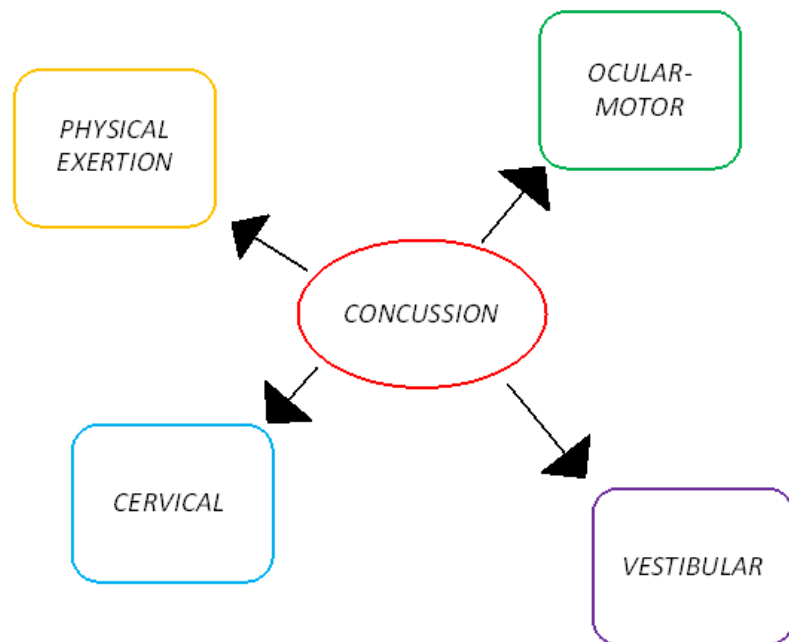 OCULAR-
MOTOR
PHYSICAL
EXERTION
CONCUSSION
CERVICAL
VESTIBULAR